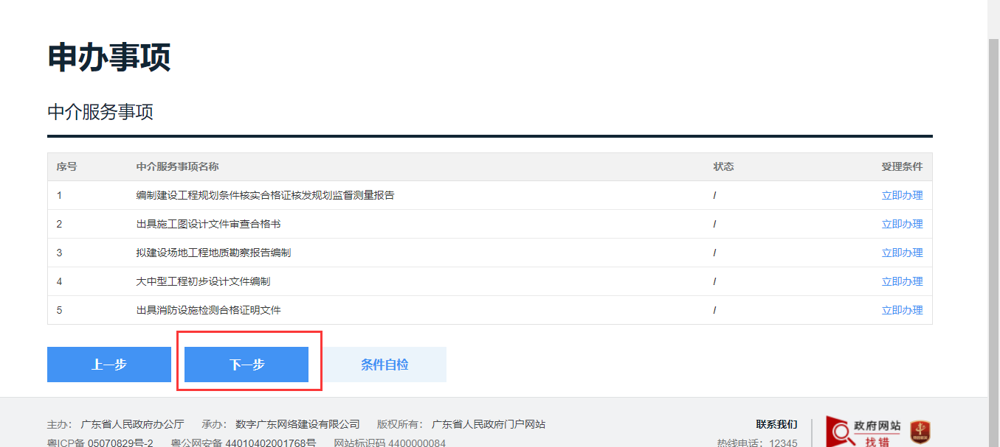 申办事项
中介服务事项
序号 中介服务事项名称 状态 受理条件
1 编制建设工程规划条件核实合格证核发规划监督测量报告 / 立即办理
2 出具施工图设计文件审查合格书 / 立即办理
3 拟建设场地工程地质勘察报告编制 / 立即办理
4 大中型工程初步设计文件编制 / 立即办理
5 出具消防设施检测合格证明文件 / 立即办理
上一步 下一步 条件自检
主办： 广东省人民政府办公厅 承办： 数字广东网络建设有限公司 版权所有： 广东省人民政府门户网站 联系我们 政府网站
粤ICP备 05070829号-2 粤公网安备 44010402001768号 网站标识码 4400000084 热线电话：12345 找错